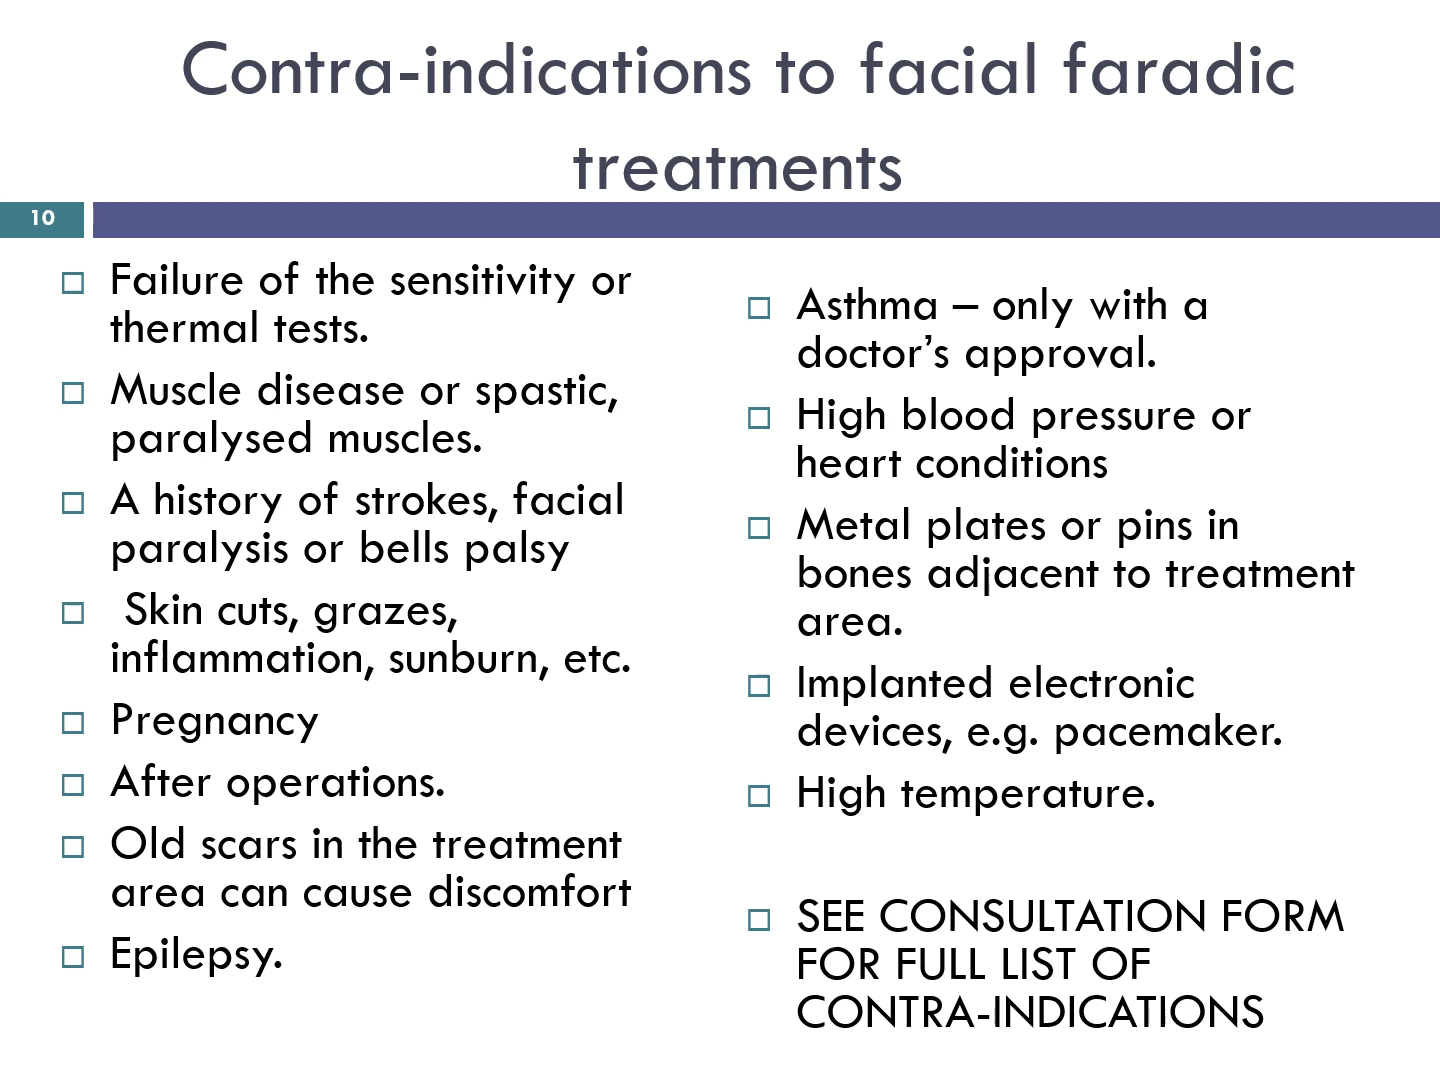 Contra-indications to facial faradic
treatments
10
Failure of the sensitivity or
thermal tests.
Muscle disease or spastic,
paralysed muscles.
A history of strokes, facial
paralysis or bells palsy
Skin cuts, grazes,
inflammation, sunburn, etc.
Pregnancy
After operations.
Old scars in the treatment
area can cause discomfort
Epilepsy.
Asthma – only with a
doctor’s approval.
High blood pressure or
heart conditions
Metal plates or pins in
bones adjacent to treatment
area.
Implanted electronic
devices, e.g. pacemaker.
High temperature.
SEE CONSULTATION FORM
FOR FULL LIST OF
CONTRA-INDICATIONS